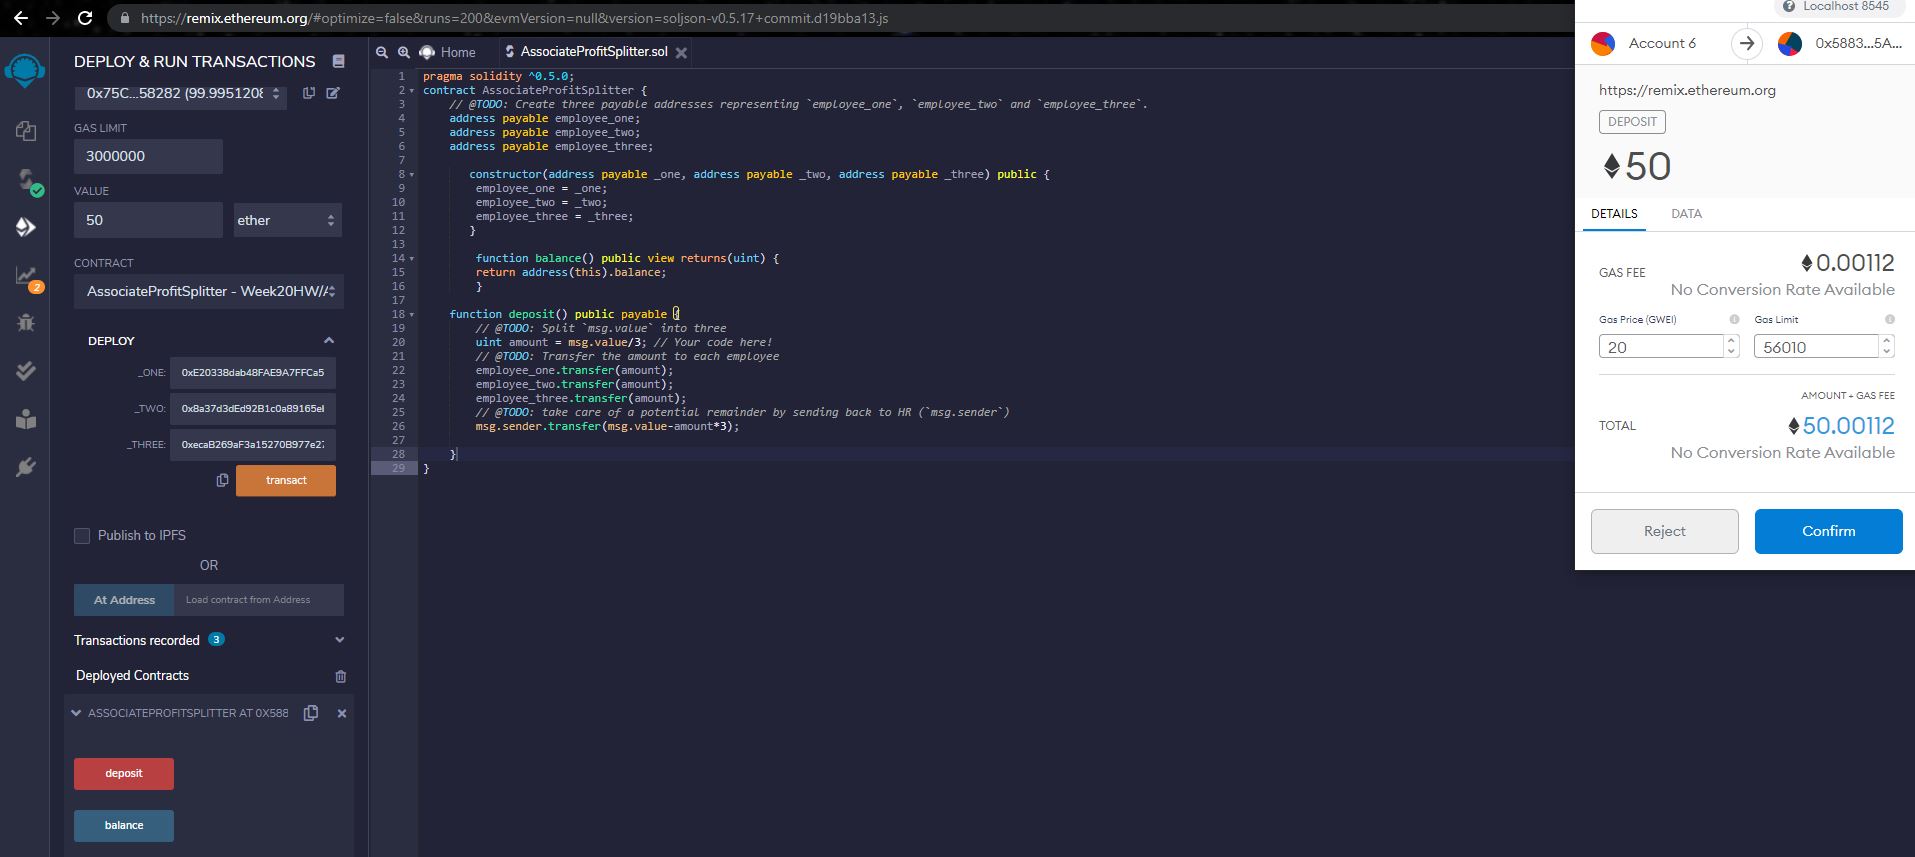 https://remix.ethereum.org/#optimize=false&runs=200&evmVersion=null&version=soljson-v0.5.17+commit.d19bba13.js
DEPLOY & RUN TRANSACTIONS
0x75C...58282 (99.9951208
GAS LIMIT
3000000
VALUE
50
ether
CONTRACT
AssociateProfitSplitter - Week20HW/A
DEPLOY
_ONE:
0xE20338dab48FAE9A7FFCa5
_TWO:
0x8a37d3dEd92B1c0a89165el
_THREE:
0xecaB269aF3a15270B977e27
transact
Publish to IPFS
OR
At Address
Load contract from Address
Transactions recorded 3
Deployed Contracts
ASSOCIATEPROFITSPLITTER AT 0X588
deposit
balance
2
Home
AssociateProfitSplitter.sol
1 pragma solidity ^0.5.0;
2 contract AssociateProfitSplitter {
3 // @TODO: Create three payable addresses representing `employee_one`, `employee_two` and `employee_three`.
4 address payable employee_one;
5 address payable employee_two;
6 address payable employee_three;
7
8 constructor(address payable _one, address payable _two, address payable _three) public {
9 employee_one = _one;
10 employee_two = _two;
11 employee_three = _three;
12 }
13
14 function balance() public view returns(uint) {
15 return address(this).balance;
16 }
17
18 function deposit() public payable {
19 // @TODO: Split `msg.value` into three
20 uint amount = msg.value/3; // Your code here!
21 // @TODO: Transfer the amount to each employee
22 employee_one.transfer(amount);
23 employee_two.transfer(amount);
24 employee_three.transfer(amount);
25 // @TODO: take care of a potential remainder by sending back to HR (`msg.sender`)
26 msg.sender.transfer(msg.value-amount*3);
27
28 }
29 }
Localhost 8545
Account 6
0x5883...5A...
https://remix.ethereum.org
DEPOSIT
50
DETAILS
DATA
GAS FEE
0.00112
No Conversion Rate Available
Gas Price (GWEI)
Gas Limit
20
56010
AMOUNT + GAS FEE
TOTAL
50.00112
No Conversion Rate Available
Reject
Confirm